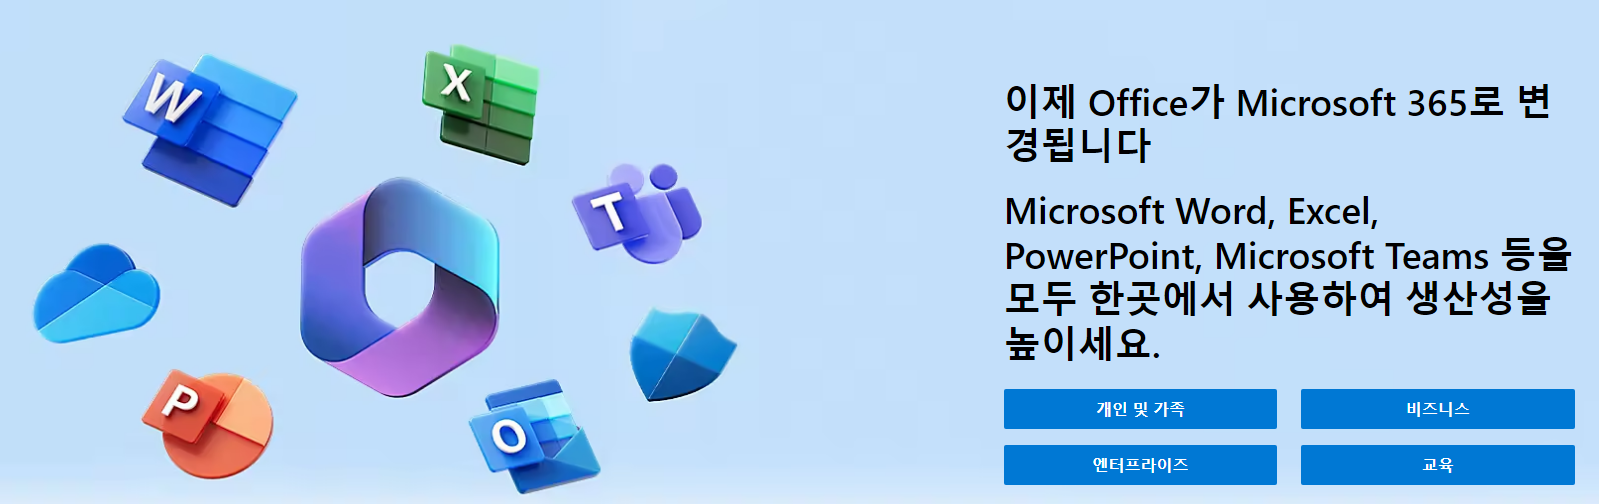 W
X
T
P
O
이제 Office가 Microsoft 365로 변
경됩니다
Microsoft Word, Excel,
PowerPoint, Microsoft Teams 등을
모두 한곳에서 사용하여 생산성을
높이세요.
개인 및 가족
비즈니스
엔터프라이즈
교육